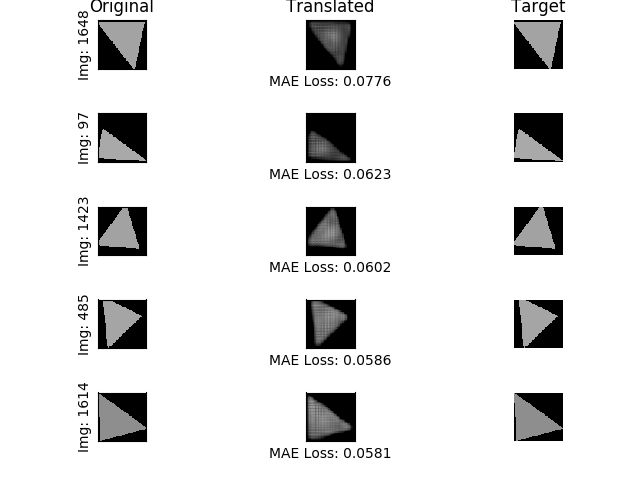 Original Translated Target
Img: 1648
MAE Loss: 0.0776
Img: 97
MAE Loss: 0.0623
Img: 1423
MAE Loss: 0.0602
Img: 485
MAE Loss: 0.0586
Img: 1614
MAE Loss: 0.0581